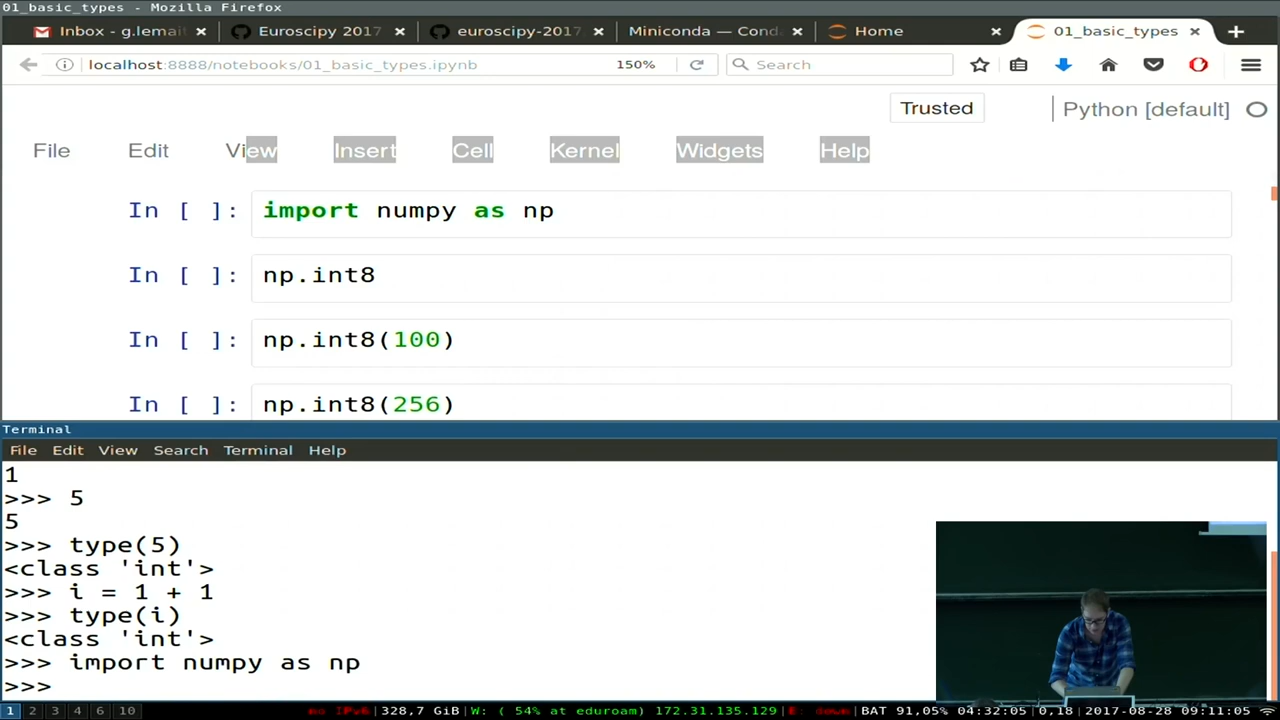 01_basic_types - Mozilla Firefox
Inbox - g.lemait
Euroscipy 2017
euroscipy-2017
Miniconda — Cond
Home
01_basic_types
localhost:8888/notebooks/01_basic_types.ipynb
150%
Search
Trusted
Python [default]
File Edit View Insert Cell Kernel Widgets Help
In [ ]: import numpy as np
In [ ]: np.int8
In [ ]: np.int8(100)
In [ ]: np.int8(256)
Terminal
File Edit View Search Terminal Help
1
>>> 5
5
>>> type(5)
<class 'int'>
>>> i = 1 + 1
>>> type(i)
<class 'int'>
>>> import numpy as np
>>>
1 2 3 4 6 10 no IPv6|328,7 GiB|W: ( 54% at eduroam) 172.31.135.129|E: down|BAT 91,05% 04:32:05|0,18|2017-08-28 09:11:05